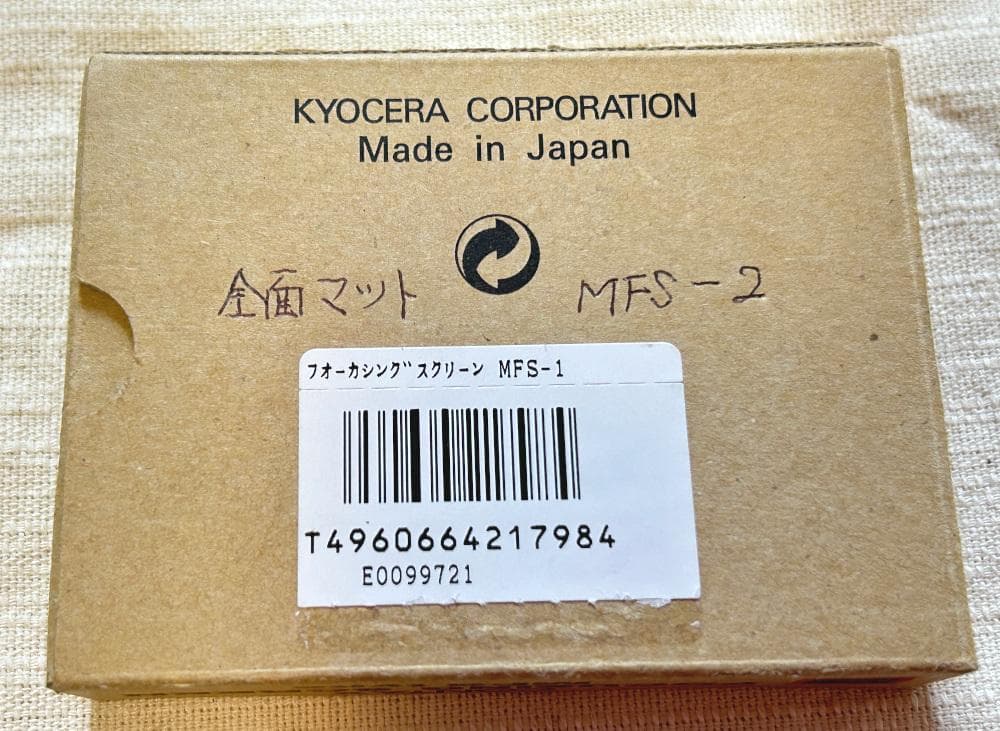 KYOCERA CORPORATION
Made in Japan
全面マット MFS-2
フオーカシングスクリーン MFS-1
T4960664217984
E0099721